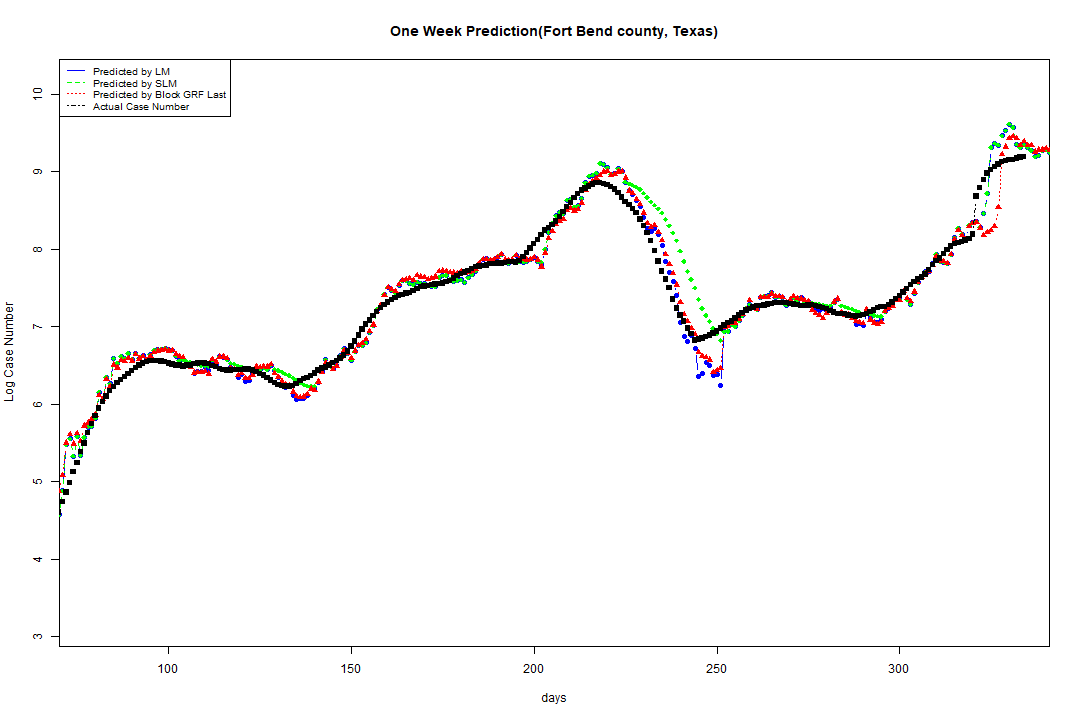 One Week Prediction(Fort Bend county, Texas)
Predicted by LM
Predicted by SLM
Predicted by Block GRF Last
Actual Case Number
Log Case Number
10
9
8
7
6
5
4
3
100 150 200 250 300
days